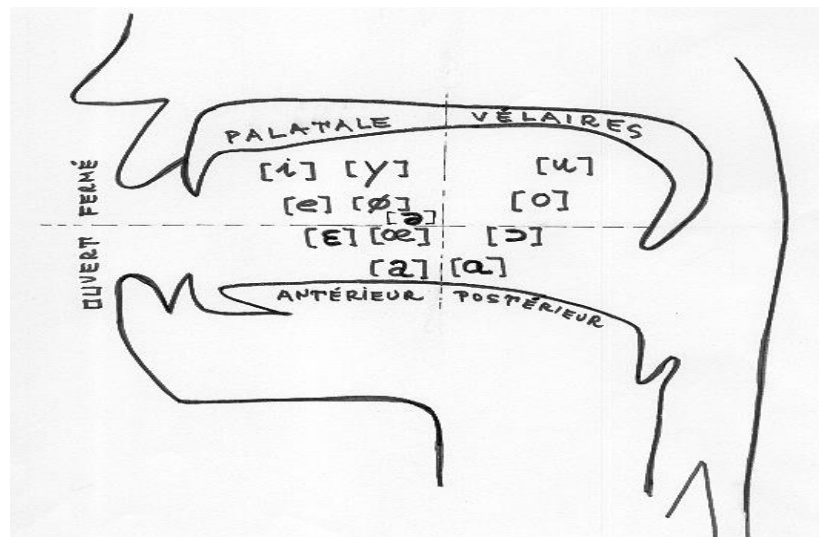 PALATALE VÉLAIRES
[i] [y] [u]
[e] [ø] [o]
[ə]
[ɛ] [œ] [ɔ]
[a] [ɑ]
ANTÉRIEUR POSTÉRIEUR
FERMÉ
OUVERT